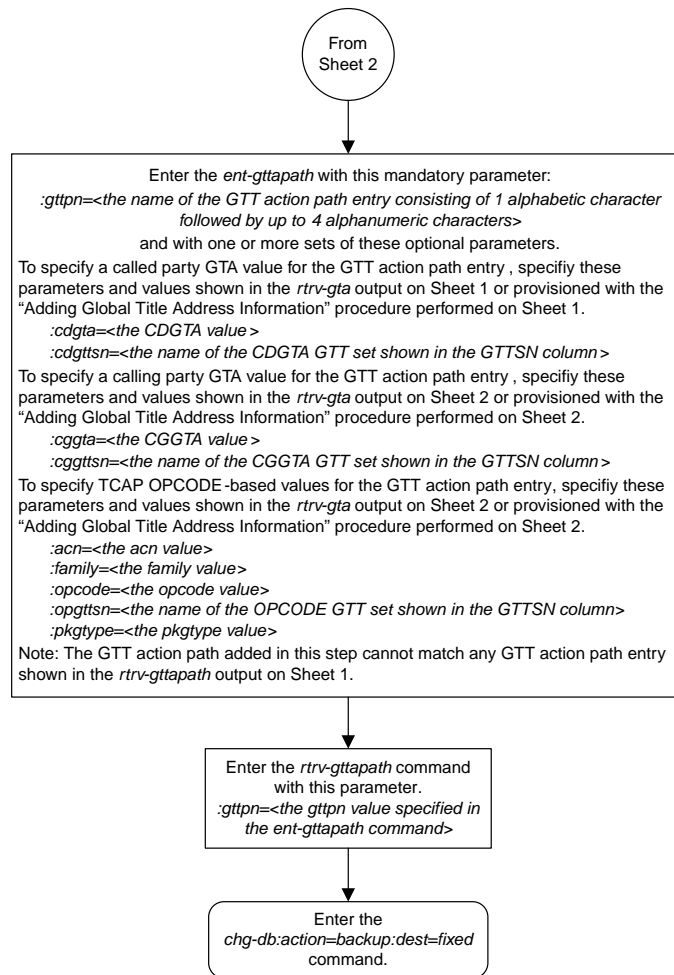 From
Sheet 2
Enter the ent-gttapath with this mandatory parameter:
:gttpn=<the name of the GTT action path entry consisting of 1 alphabetic character
followed by up to 4 alphanumeric characters>
and with one or more sets of these optional parameters.
To specify a called party GTA value for the GTT action path entry , specifiy these
parameters and values shown in the rtrv-gta output on Sheet 1 or provisioned with the
“Adding Global Title Address Information” procedure performed on Sheet 1.
:cdgta=<the CDGTA value>
:cdgttsn=<the name of the CDGTA GTT set shown in the GTTSN column>
To specify a calling party GTA value for the GTT action path entry , specifiy these
parameters and values shown in the rtrv-gta output on Sheet 2 or provisioned with the
“Adding Global Title Address Information” procedure performed on Sheet 2.
:cggta=<the CGGTA value>
:cggttsn=<the name of the CGGTA GTT set shown in the GTTSN column>
To specify TCAP OPCODE-based values for the GTT action path entry, specifiy these
parameters and values shown in the rtrv-gta output on Sheet 2 or provisioned with the
“Adding Global Title Address Information” procedure performed on Sheet 2.
:acn=<the acn value>
:family=<the family value>
:opcode=<the opcode value>
:opgttsn=<the name of the OPCODE GTT set shown in the GTTSN column>
:pkgtype=<the pkgtype value>
Note: The GTT action path added in this step cannot match any GTT action path entry
shown in the rtrv-gttapath output on Sheet 1.
Enter the rtrv-gttapath command
with this parameter.
:gttpn=<the gttpn value specified in
the ent-gttapath command>
Enter the
chg-db:action=backup:dest=fixed
command.